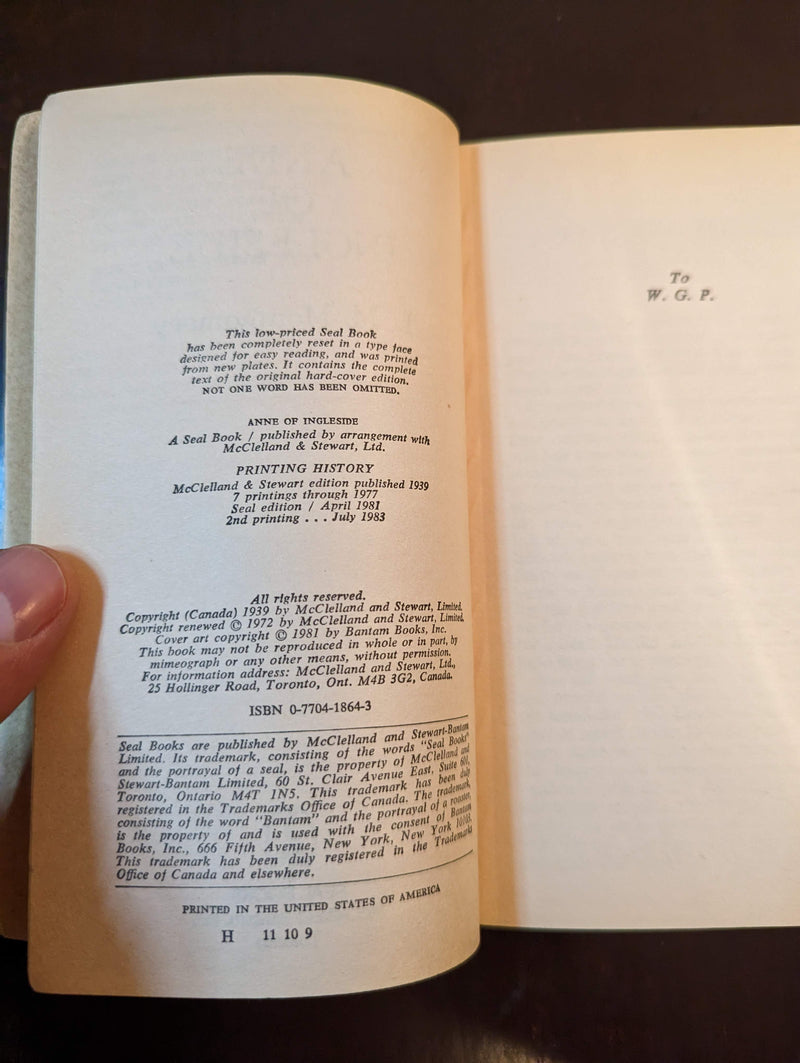 This low-priced Seal Book
has been completely reset in a type face
designed for easy reading, and was printed
from new plates. It contains the complete
text of the original hard-cover edition.
NOT ONE WORD HAS BEEN OMITTED.
ANNE OF INGLESIDE
A Seal Book / published by arrangement with
McClelland & Stewart, Ltd.
PRINTING HISTORY
McClelland & Stewart edition published 1939
7 printings through 1977
Seal edition / April 1981
2nd printing . . . July 1983
All rights reserved.
Copyright (Canada) 1939 by McClelland and Stewart, Limited.
Copyright renewed © 1972 by McClelland and Stewart, Limited.
Cover art copyright © 1981 by Bantam Books, Inc.
This book may not be reproduced in whole or in part, by
mimeograph or any other means, without permission.
For information address: McClelland and Stewart, Ltd.,
25 Hollinger Road, Toronto, Ont. M4B 3G2, Canada.
ISBN 0-7704-1864-3
Seal Books are published by McClelland and Stewart-Bantam
Limited. Its trademark, consisting of the words "Seal Books"
and the portrayal of a seal, is the property of McClelland and
Stewart-Bantam Limited, 60 St. Clair Avenue East, Suite 601,
Toronto, Ontario M4T 1N5. This trademark has been duly
registered in the Trademarks Office of Canada. The trademark,
consisting of the word "Bantam" and the portrayal of a rooster,
is the property of and is used with the consent of Bantam
Books, Inc., 666 Fifth Avenue, New York, New York 10103.
This trademark has been duly registered in the Trademarks
Office of Canada and elsewhere.
PRINTED IN THE UNITED STATES OF AMERICA
H 11 10 9
To
W. G. P.